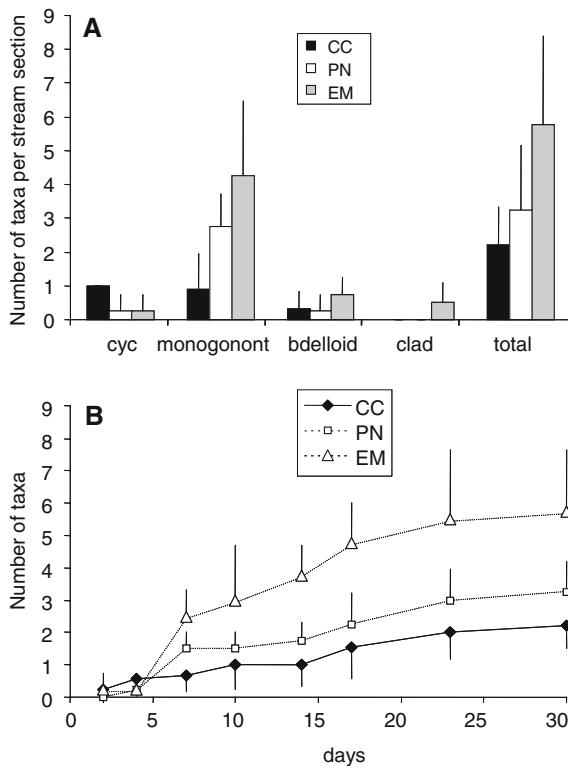 A
CC
PN
EM
Number of taxa per stream section
9
8
7
6
5
4
3
2
1
0
cyc monogonont bdelloid clad total
B
CC
PN
EM
Number of taxa
9
8
7
6
5
4
3
2
1
0
0 5 10 15 20 25 30
days